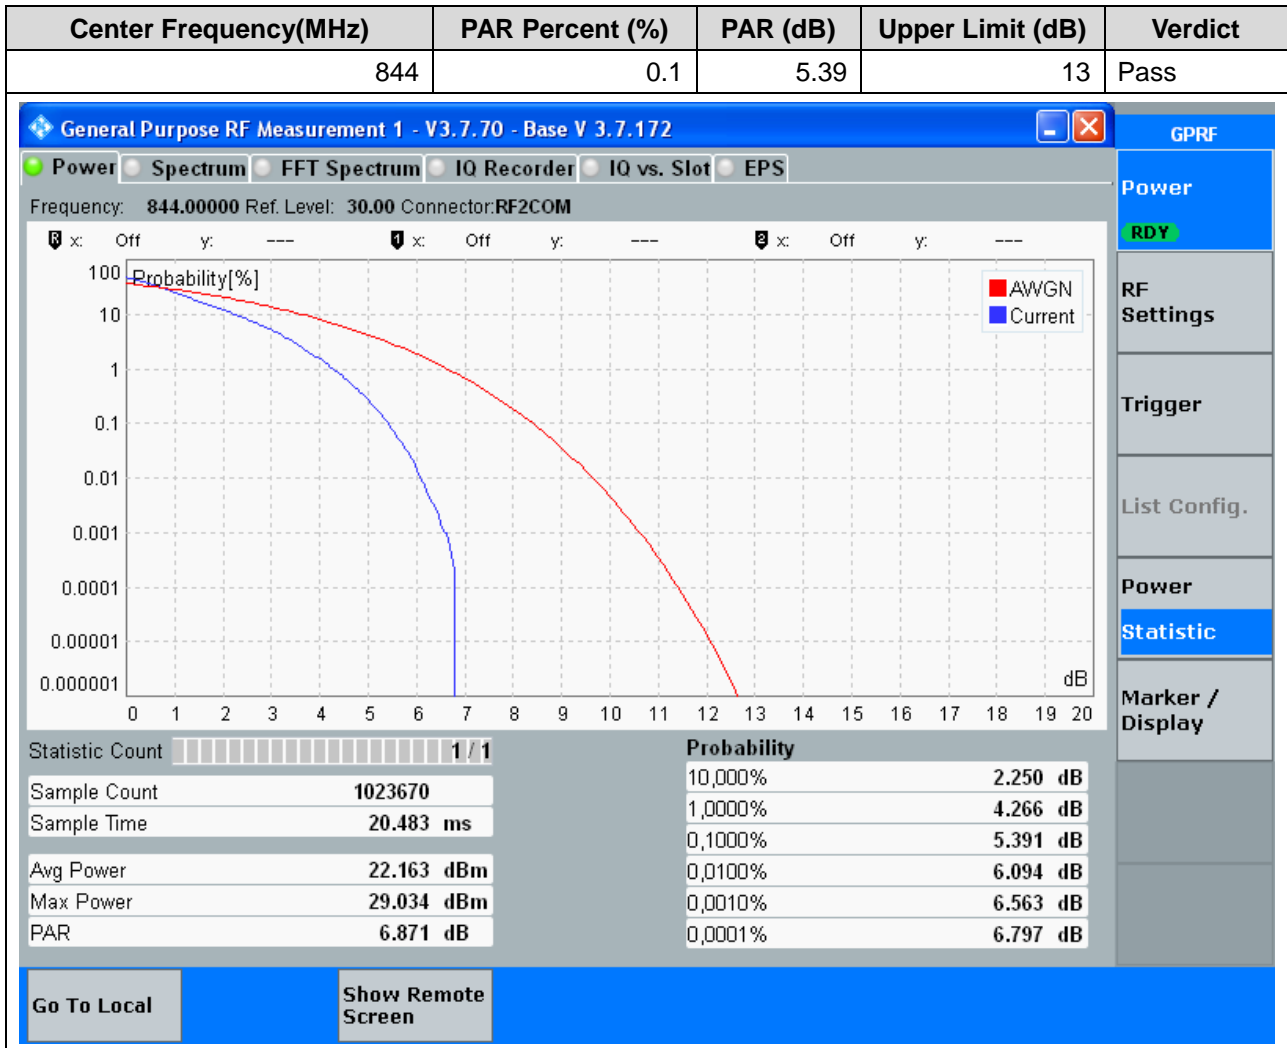 Center Frequency(MHz) PAR Percent (%) PAR (dB) Upper Limit (dB) Verdict
844 0.1 5.39 13 Pass
General Purpose RF Measurement 1 - V3.7.70 - Base V 3.7.172
Power Spectrum FFT Spectrum IQ Recorder IQ vs. Slot EPS
Frequency: 844.00000 Ref. Level: 30.00 Connector:RF2COM
R x: Off y: --- 1 x: Off y: --- 2 x: Off y: ---
Probability[%]
AWGN
Current
100
10
1
0.1
0.01
0.001
0.0001
0.00001
0.000001
dB
0 1 2 3 4 5 6 7 8 9 10 11 12 13 14 15 16 17 18 19 20
Statistic Count 1 / 1
Sample Count 1023670
Sample Time 20.483 ms
Avg Power 22.163 dBm
Max Power 29.034 dBm
PAR 6.871 dB
Probability
10,000% 2.250 dB
1,0000% 4.266 dB
0,1000% 5.391 dB
0,0100% 6.094 dB
0,0010% 6.563 dB
0,0001% 6.797 dB
GPRF
Power
RDY
RF
Settings
Trigger
List Config.
Power
Statistic
Marker /
Display
Go To Local
Show Remote
Screen